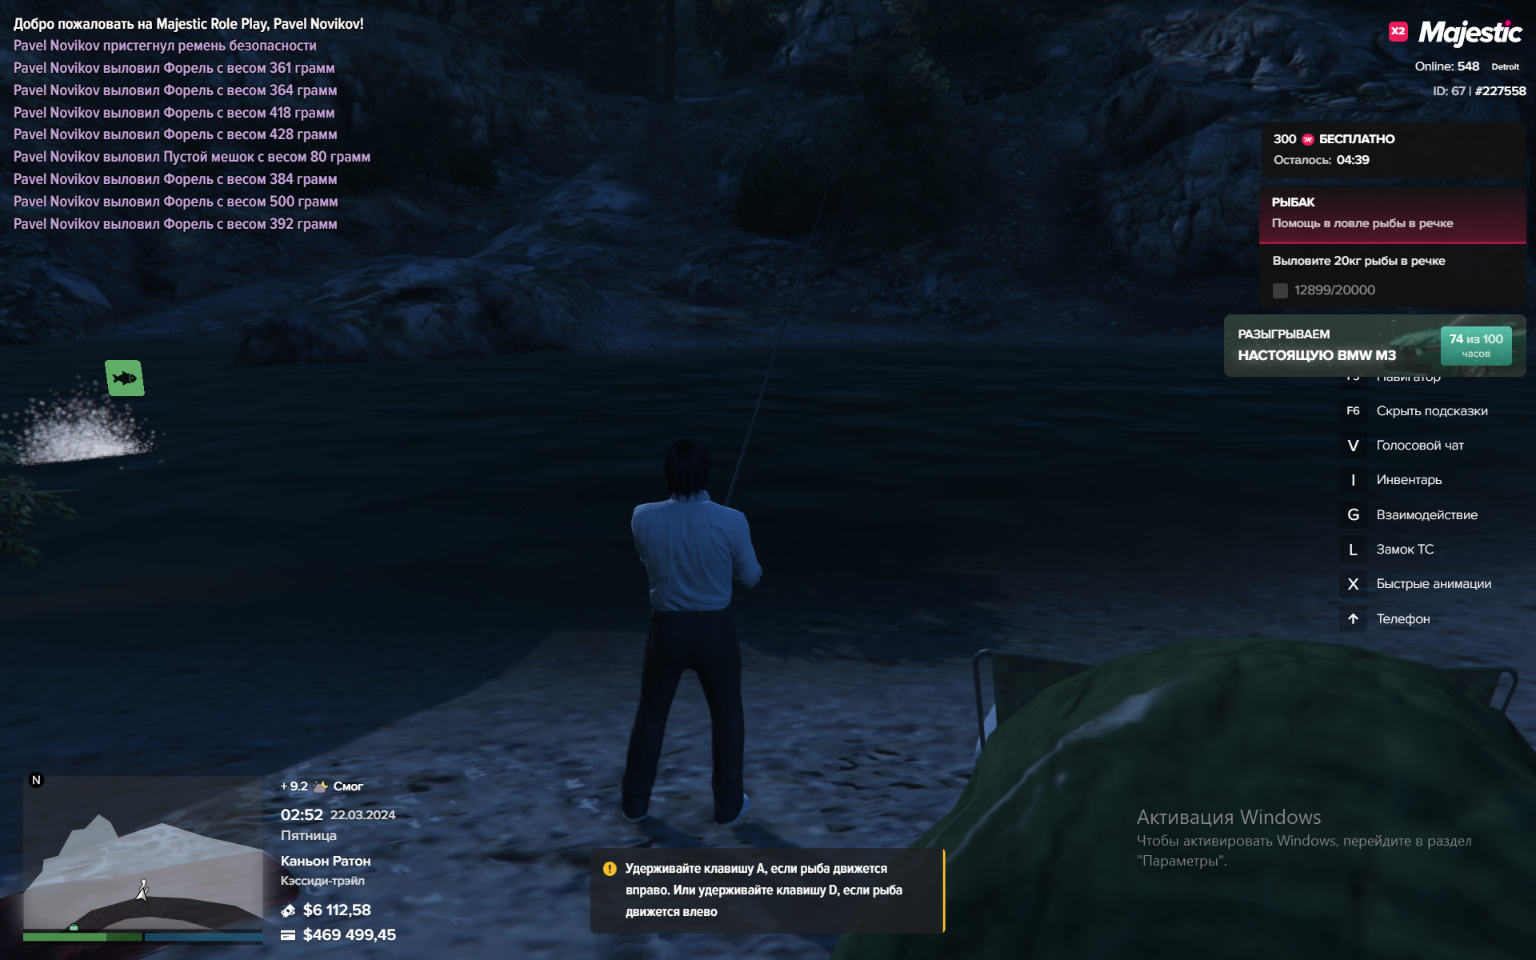 Добро пожаловать на Majestic Role Play, Pavel Novikov!
Pavel Novikov пристегнул ремень безопасности
Pavel Novikov выловил Форель с весом 361 грамм
Pavel Novikov выловил Форель с весом 364 грамм
Pavel Novikov выловил Форель с весом 418 грамм
Pavel Novikov выловил Форель с весом 428 грамм
Pavel Novikov выловил Пустой мешок с весом 80 грамм
Pavel Novikov выловил Форель с весом 384 грамм
Pavel Novikov выловил Форель с весом 500 грамм
Pavel Novikov выловил Форель с весом 392 грамм
X2 Majestic
Online: 548 Detroit
ID: 67 | #227558
300 БЕСПЛАТНО
Осталось: 04:39
РЫБАК
Помощь в ловле рыбы в речке
Выловите 20кг рыбы в речке
12899/20000
РАЗЫГРЫВАЕМ
НАСТОЯЩУЮ BMW M3
74 из 100
часов
Навигатор
F6 Скрыть подсказки
V Голосовой чат
I Инвентарь
G Взаимодействие
L Замок ТС
X Быстрые анимации
↑ Телефон
N
+ 9.2 Смог
02:52 22.03.2024
Пятница
Каньон Ратон
Кэссиди-трэйл
$6 112,58
$469 499,45
Удерживайте клавишу A, если рыба движется
вправо. Или удерживайте клавишу D, если рыба
движется влево
Активация Windows
Чтобы активировать Windows, перейдите в раздел
"Параметры".